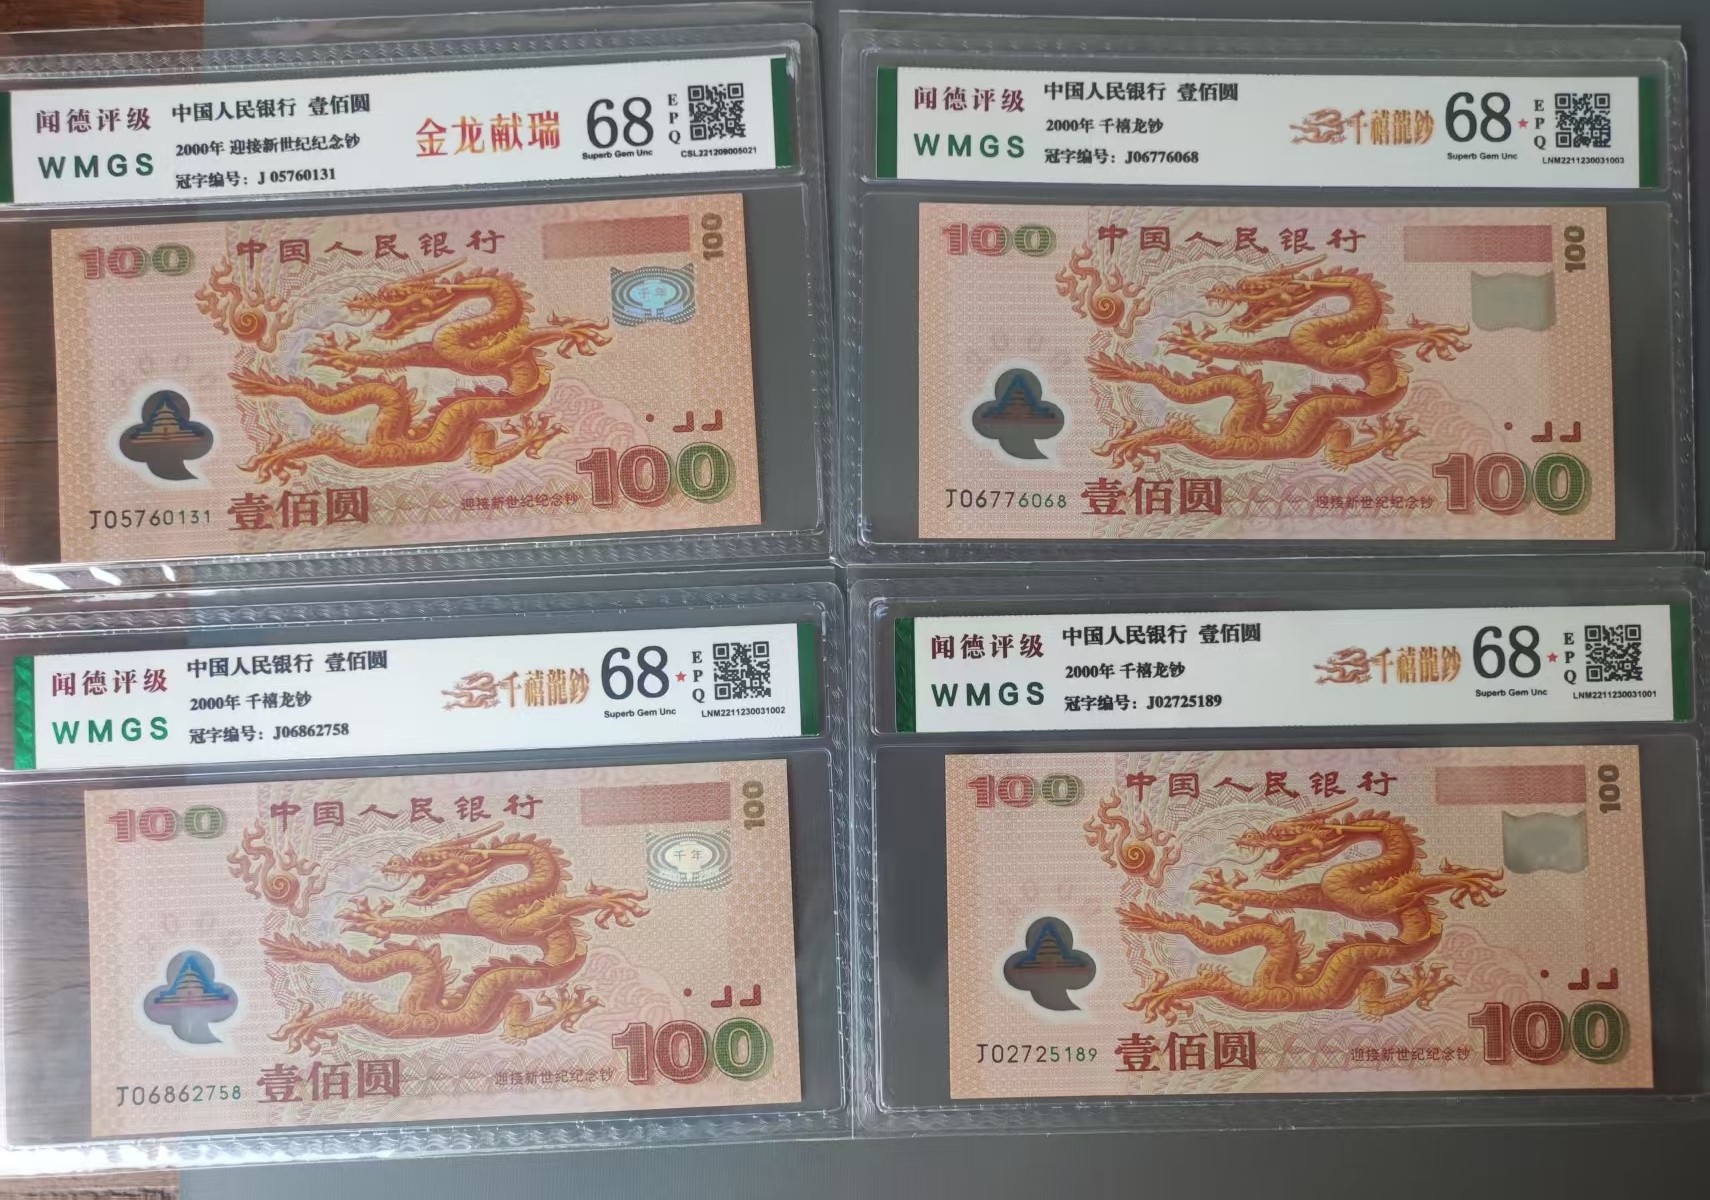 闻德评级
WMGS
中国人民银行 壹佰圆
2000年 迎接新世纪纪念钞
冠字编号：J 05760131
金龙献瑞
68
Superb Gem Unc
EPQ
CSL221209005021
100
中国人民银行
100
千年
J05760131
壹佰圆
迎接新世纪纪念钞
100
闻德评级
WMGS
中国人民银行 壹佰圆
2000年 千禧龙钞
冠字编号：J06776068
千禧龍鈔
68★
Superb Gem Unc
EPQ
LNM2211230031003
100
中国人民银行
100
J06776068
壹佰圆
迎接新世纪纪念钞
100
闻德评级
WMGS
中国人民银行 壹佰圆
2000年 千禧龙钞
冠字编号：J06862758
千禧龍鈔
68★
Superb Gem Unc
EPQ
LNM2211230031002
100
中国人民银行
100
千年
J06862758
壹佰圆
迎接新世纪纪念钞
100
闻德评级
WMGS
中国人民银行 壹佰圆
2000年 千禧龙钞
冠字编号：J02725189
千禧龍鈔
68★
Superb Gem Unc
EPQ
LNM2211230031001
100
中国人民银行
100
J02725189
壹佰圆
迎接新世纪纪念钞
100